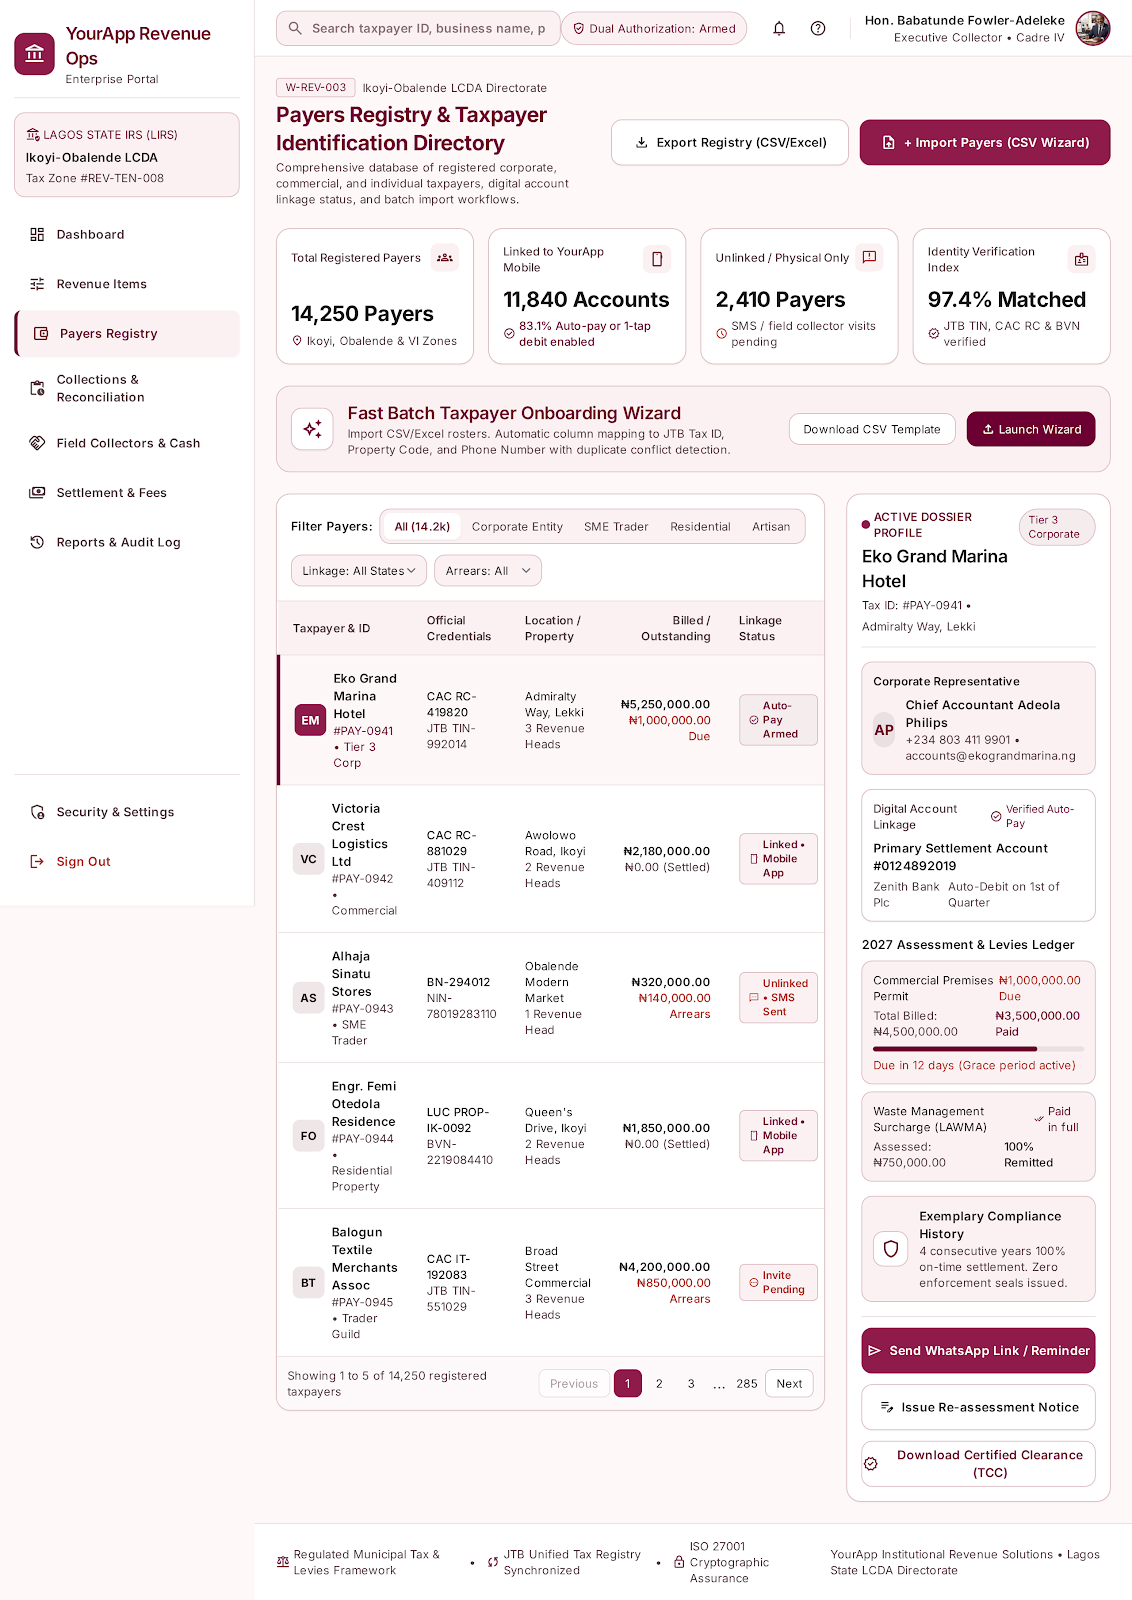 YourApp Revenue
Ops
Enterprise Portal
LAGOS STATE IRS (LIRS)
Ikoyi-Obalende LCDA
Tax Zone #REV-TEN-008
Dashboard
Revenue Items
Payers Registry
Collections &
Reconciliation
Field Collectors & Cash
Settlement & Fees
Reports & Audit Log
Security & Settings
Sign Out
Search taxpayer ID, business name, p
Dual Authorization: Armed
Hon. Babatunde Fowler-Adeleke
Executive Collector • Cadre IV
W-REV-003 Ikoyi-Obalende LCDA Directorate
Payers Registry & Taxpayer
Identification Directory
Comprehensive database of registered corporate,
commercial, and individual taxpayers, digital account
linkage status, and batch import workflows.
Export Registry (CSV/Excel)
+ Import Payers (CSV Wizard)
Total Registered Payers
14,250 Payers
Ikoyi, Obalende & VI Zones
Linked to YourApp
Mobile
11,840 Accounts
83.1% Auto-pay or 1-tap
debit enabled
Unlinked / Physical Only
2,410 Payers
SMS / field collector visits
pending
Identity Verification
Index
97.4% Matched
JTB TIN, CAC RC & BVN
verified
Fast Batch Taxpayer Onboarding Wizard
Import CSV/Excel rosters. Automatic column mapping to JTB Tax ID,
Property Code, and Phone Number with duplicate conflict detection.
Download CSV Template
Launch Wizard
Filter Payers: All (14.2k) Corporate Entity SME Trader Residential Artisan
Linkage: All States Arrears: All
Taxpayer & ID
Official
Credentials
Location /
Property
Billed /
Outstanding
Linkage
Status
EM
Eko Grand
Marina
Hotel
#PAY-0941
• Tier 3
Corp
CAC RC-
419820
JTB TIN-
992014
Admiralty
Way, Lekki
3 Revenue
Heads
₦5,250,000.00
₦1,000,000.00
Due
Auto-
Pay
Armed
VC
Victoria
Crest
Logistics
Ltd
#PAY-0942
•
Commercial
CAC RC-
881029
JTB TIN-
409112
Awolowo
Road, Ikoyi
2 Revenue
Heads
₦2,180,000.00
₦0.00 (Settled)
Linked •
Mobile
App
AS
Alhaja
Sinatu
Stores
#PAY-0943
• SME
Trader
BN-294012
NIN-
78019283110
Obalende
Modern
Market
1 Revenue
Head
₦320,000.00
₦140,000.00
Arrears
Unlinked
• SMS
Sent
FO
Engr. Femi
Otedola
Residence
#PAY-0944
•
Residential
Property
LUC PROP-
IK-0092
BVN-
2219084410
Queen's
Drive, Ikoyi
2 Revenue
Heads
₦1,850,000.00
₦0.00 (Settled)
Linked •
Mobile
App
BT
Balogun
Textile
Merchants
Assoc
#PAY-0945
• Trader
Guild
CAC IT-
192083
JTB TIN-
551029
Broad
Street
Commercial
3 Revenue
Heads
₦4,200,000.00
₦850,000.00
Arrears
Invite
Pending
Showing 1 to 5 of 14,250 registered
taxpayers
Previous 1 2 3 ... 285 Next
ACTIVE DOSSIER
PROFILE
Tier 3
Corporate
Eko Grand Marina
Hotel
Tax ID: #PAY-0941 •
Admiralty Way, Lekki
Corporate Representative
AP
Chief Accountant Adeola
Philips
+234 803 411 9901 •
accounts@ekograndmarina.ng
Digital Account
Linkage
Verified Auto-
Pay
Primary Settlement Account
#0124892019
Zenith Bank
Plc
Auto-Debit on 1st of
Quarter
2027 Assessment & Levies Ledger
Commercial Premises
Permit
₦1,000,000.00
Due
Total Billed:
₦4,500,000.00
₦3,500,000.00
Paid
Due in 12 days (Grace period active)
Waste Management
Surcharge (LAWMA)
Paid
in full
Assessed:
₦750,000.00
100%
Remitted
Exemplary Compliance
History
4 consecutive years 100%
on-time settlement. Zero
enforcement seals issued.
Send WhatsApp Link / Reminder
Issue Re-assessment Notice
Download Certified Clearance
(TCC)
Regulated Municipal Tax &
Levies Framework
•
JTB Unified Tax Registry
Synchronized
•
ISO 27001
Cryptographic
Assurance
YourApp Institutional Revenue Solutions • Lagos
State LCDA Directorate